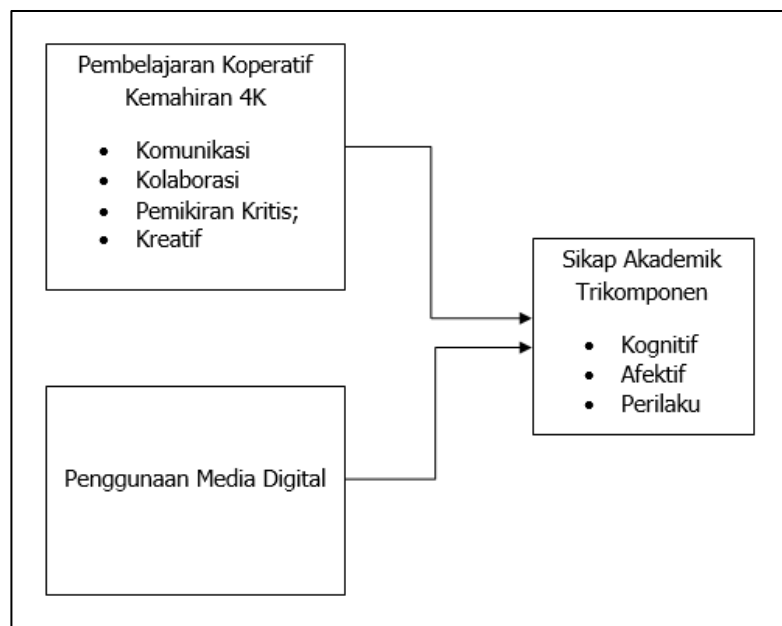 Pembelajaran Koperatif
Kemahiran 4K
• Komunikasi
• Kolaborasi
• Pemikiran Kritis;
• Kreatif
Sikap Akademik
Trikomponen
• Kognitif
• Afektif
• Perilaku
Penggunaan Media Digital